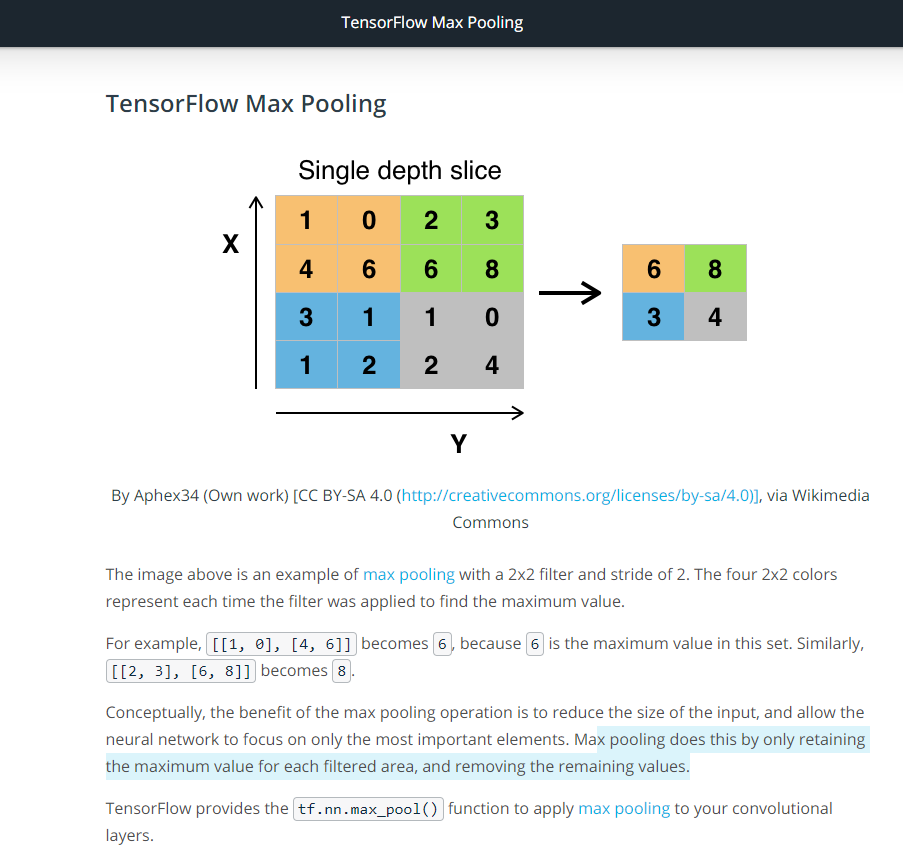 TensorFlow Max Pooling
TensorFlow Max Pooling
Single depth slice
X
1 0 2 3
4 6 6 8
3 1 1 0
1 2 2 4
6 8
3 4
Y
By Aphex34 (Own work) [CC BY-SA 4.0 (http://creativecommons.org/licenses/by-sa/4.0)], via Wikimedia
Commons
The image above is an example of max pooling with a 2x2 filter and stride of 2. The four 2x2 colors
represent each time the filter was applied to find the maximum value.
For example, [[1, 0], [4, 6]] becomes 6, because 6 is the maximum value in this set. Similarly,
[[2, 3], [6, 8]] becomes 8.
Conceptually, the benefit of the max pooling operation is to reduce the size of the input, and allow the
neural network to focus on only the most important elements. Max pooling does this by only retaining
the maximum value for each filtered area, and removing the remaining values.
TensorFlow provides the tf.nn.max_pool() function to apply max pooling to your convolutional
layers.